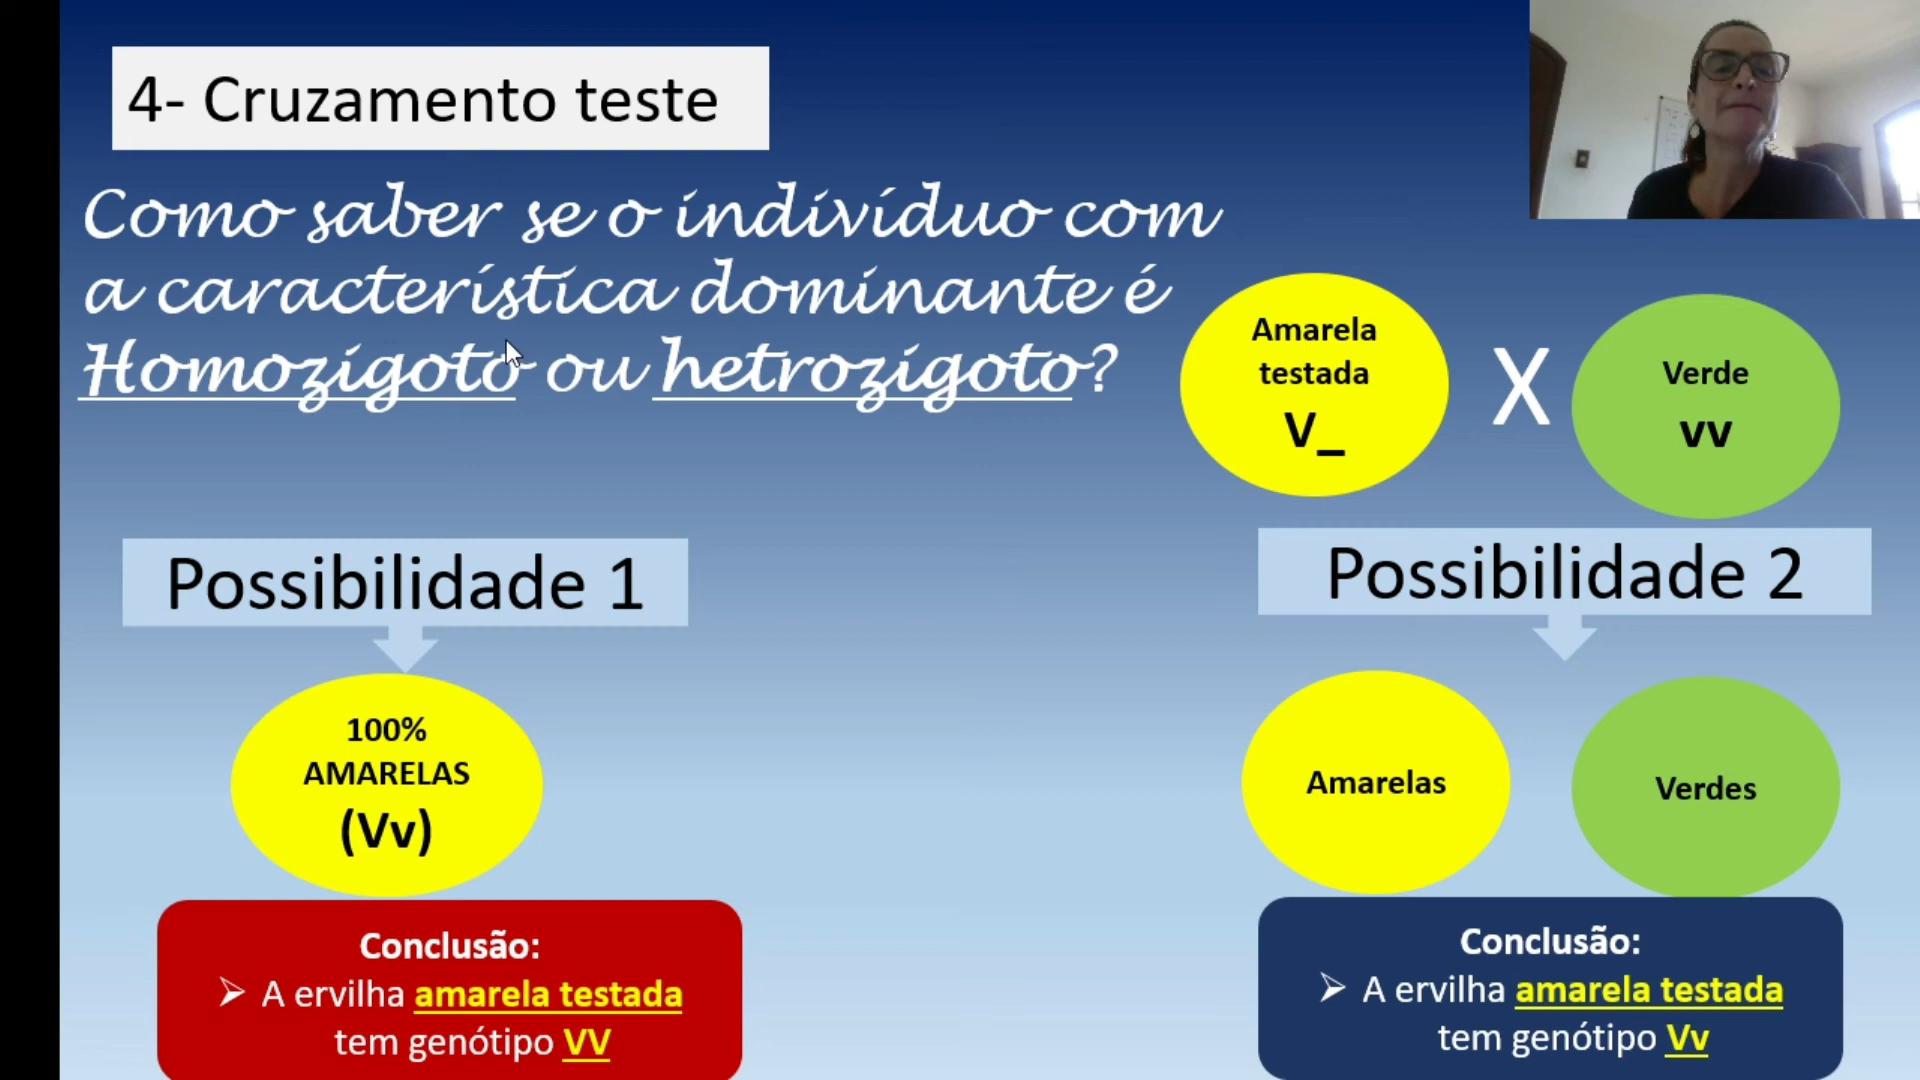 4- Cruzamento teste
Como saber se o indivíduo com
a característica dominante é
Homozigoto ou hetrozigoto?
Amarela
testada
V_
X
Verde
vv
Possibilidade 1
100%
AMARELAS
(Vv)
Conclusão:
➢ A ervilha amarela testada
tem genótipo VV
Possibilidade 2
Amarelas
Verdes
Conclusão:
➢ A ervilha amarela testada
tem genótipo Vv